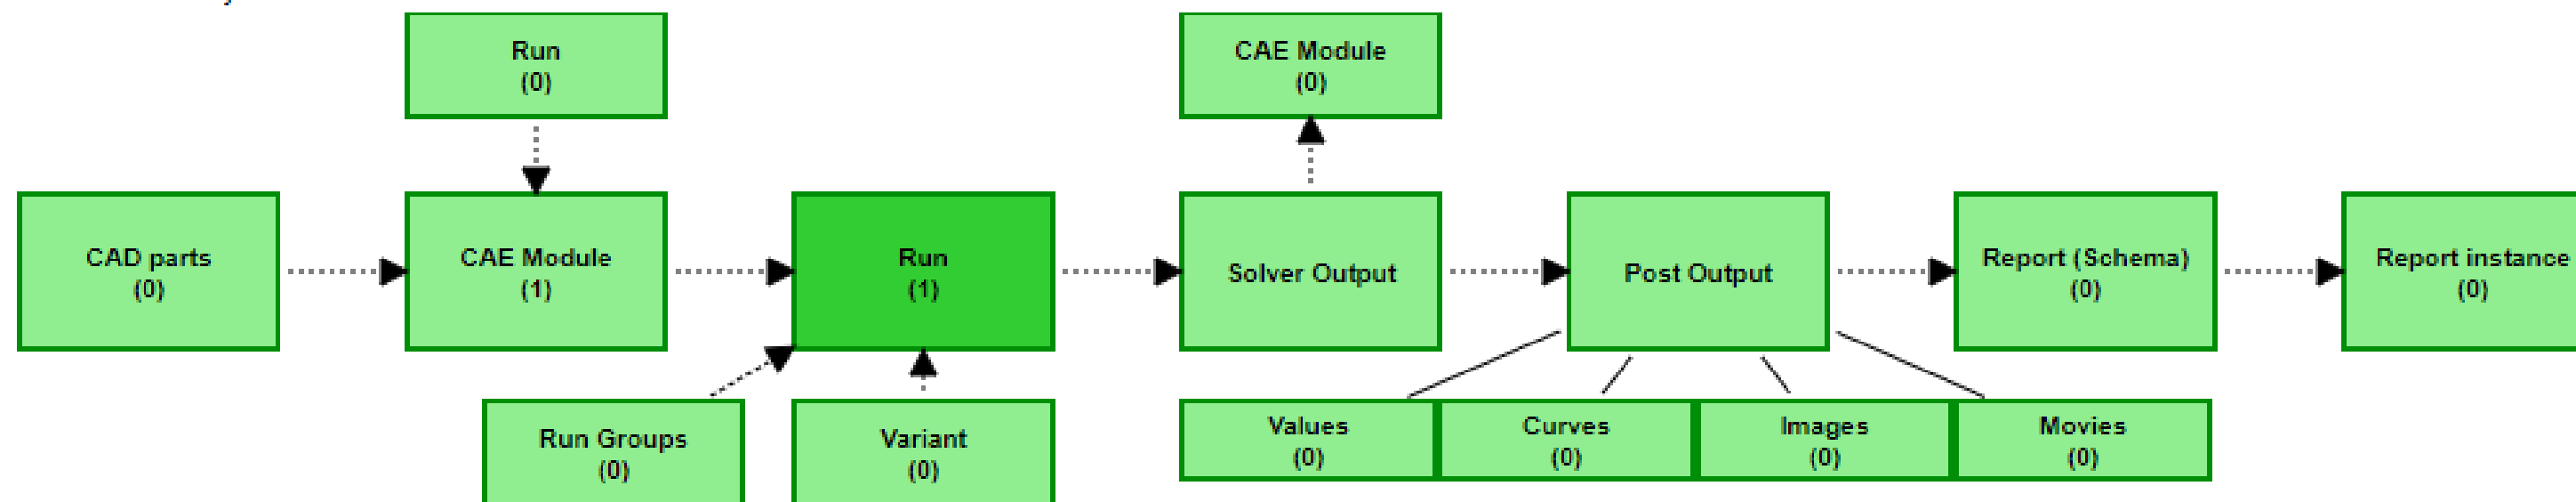 Run
(0)
CAE Module
(0)
CAD parts
(0)
CAE Module
(1)
Run
(1)
Solver Output
Post Output
Report (Schema)
(0)
Report instance
(0)
Run Groups
(0)
Variant
(0)
Values
(0)
Curves
(0)
Images
(0)
Movies
(0)